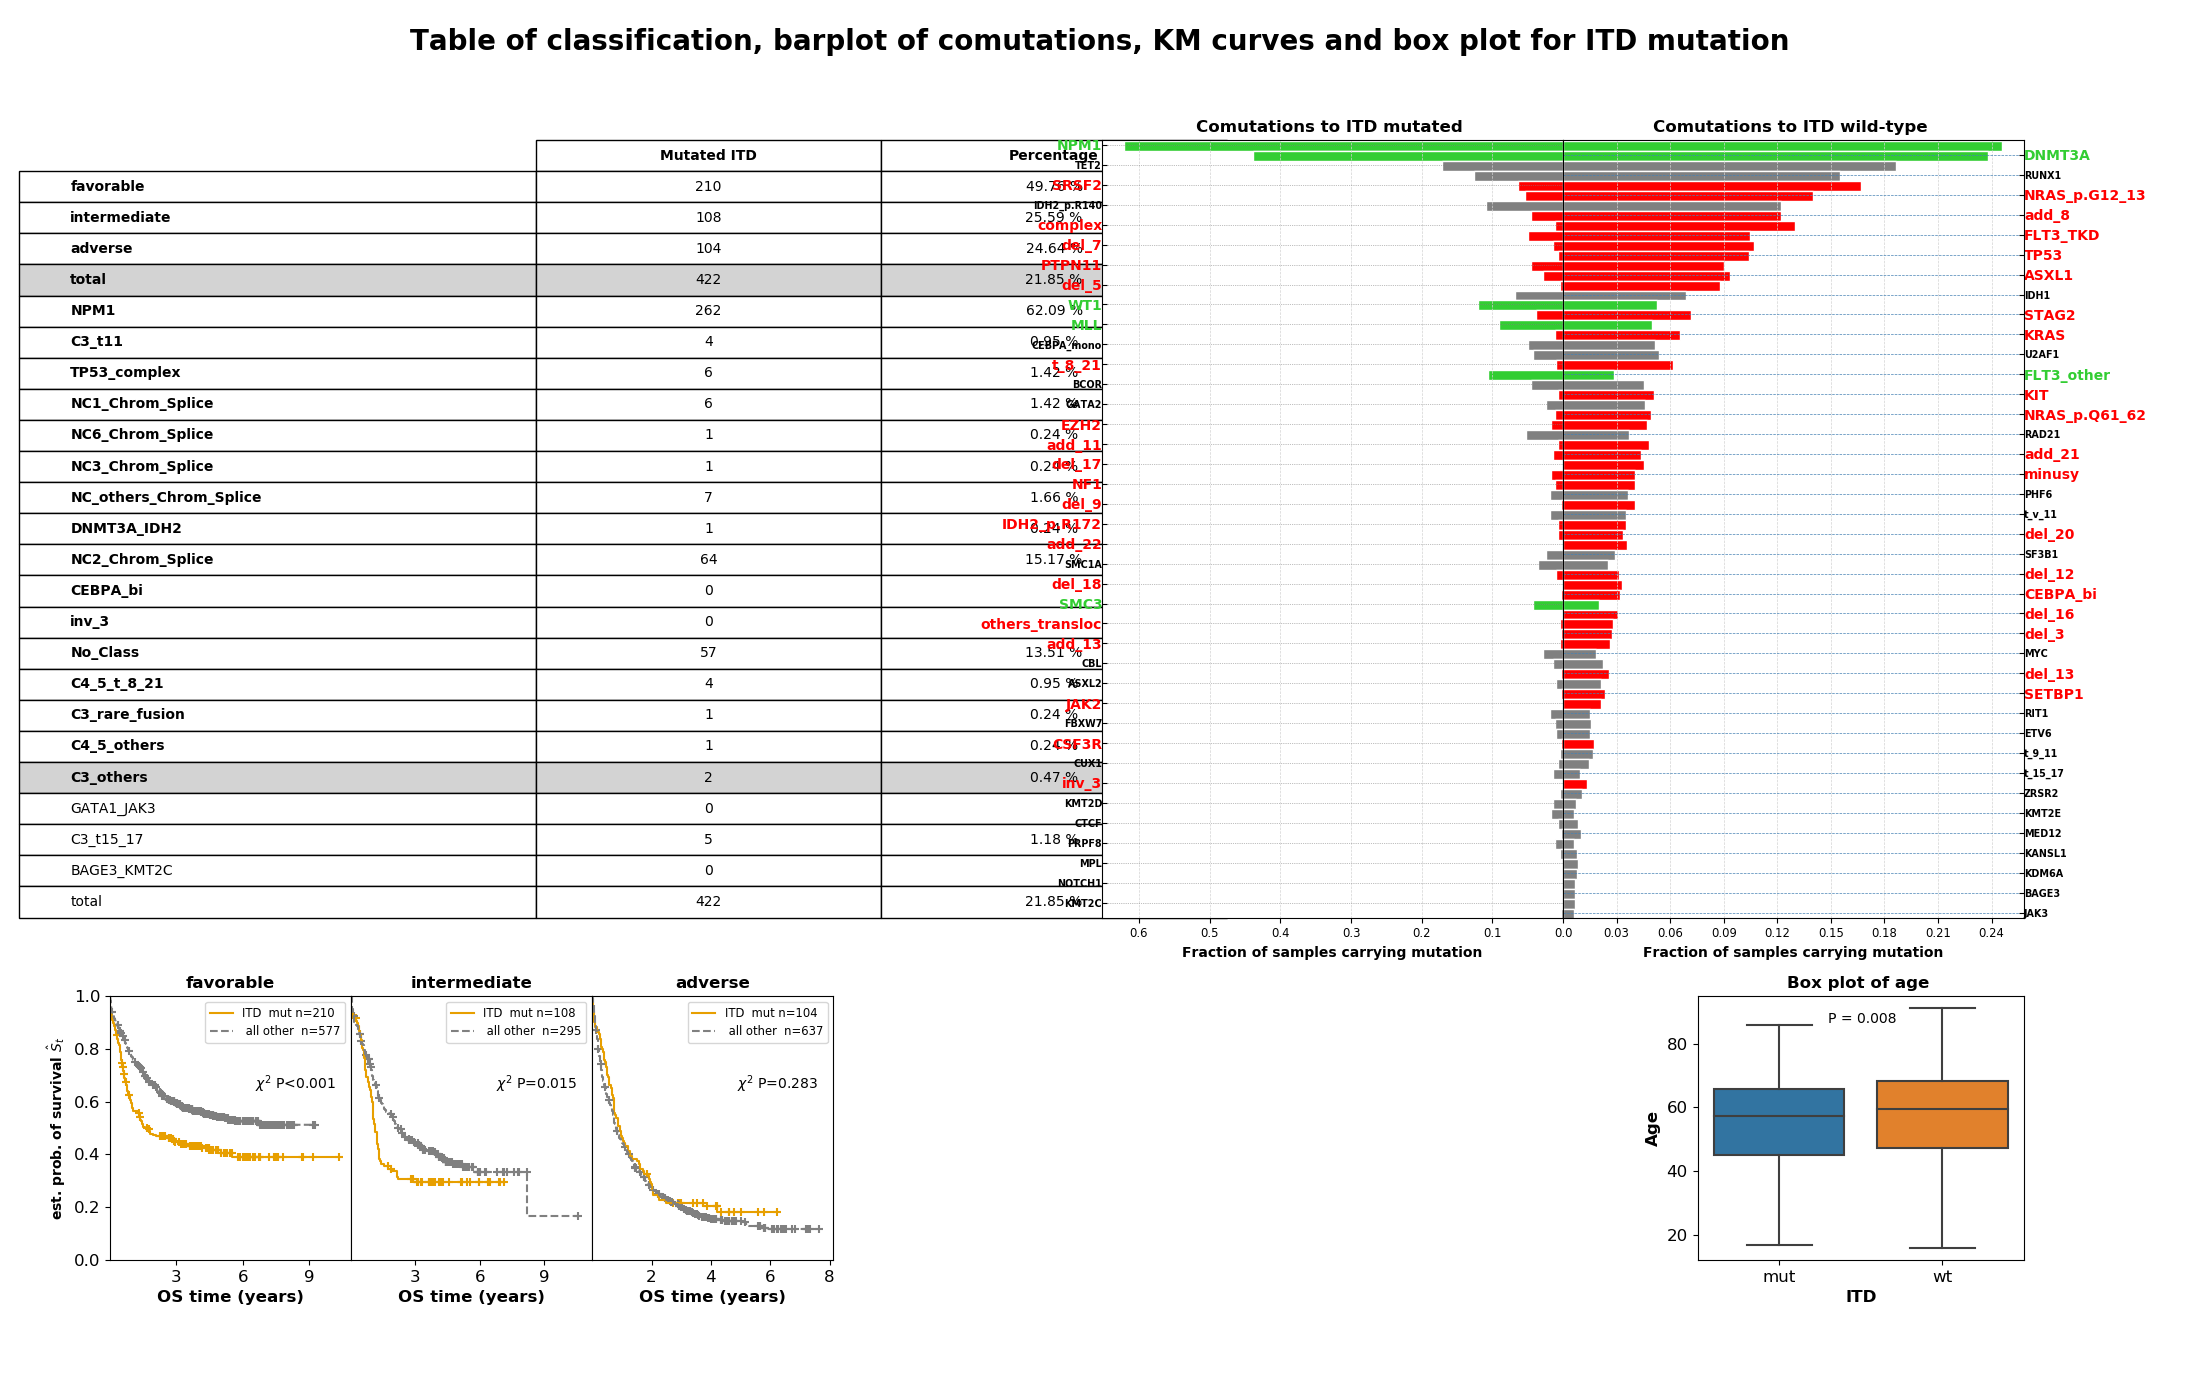 Table of classification, barplot of comutations, KM curves and box plot for ITD mutation
Mutated ITD Percentage
favorable 210 49.76 %
intermediate 108 25.59 %
adverse 104 24.64 %
total 422 21.85 %
NPM1 262 62.09 %
C3_t11 4 0.95 %
TP53_complex 6 1.42 %
NC1_Chrom_Splice 6 1.42 %
NC6_Chrom_Splice 1 0.24 %
NC3_Chrom_Splice 1 0.24 %
NC_others_Chrom_Splice 7 1.66 %
DNMT3A_IDH2 1 0.24 %
NC2_Chrom_Splice 64 15.17 %
CEBPA_bi 0
inv_3 0
No_Class 57 13.51 %
C4_5_t_8_21 4 0.95 %
C3_rare_fusion 1 0.24 %
C4_5_others 1 0.24 %
C3_others 2 0.47 %
GATA1_JAK3 0
C3_t15_17 5 1.18 %
BAGE3_KMT2C 0
total 422 21.85 %
Comutations to ITD mutated
NPM1
TET2
SRSF2
IDH2_p.R140
complex
del_7
PTPN11
del_5
WT1
MLL
CEBPA_mono
t_8_21
BCOR
GATA2
EZH2
add_11
del_17
NF1
del_9
IDH2_p.R172
add_22
SMC1A
del_18
SMC3
others_transloc
add_13
CBL
ASXL2
JAK2
FBXW7
CSF3R
CUX1
inv_3
KMT2D
CTCF
PRPF8
MPL
NOTCH1
KMT2C
0.6 0.5 0.4 0.3 0.2 0.1 0.0
Fraction of samples carrying mutation
Comutations to ITD wild-type
DNMT3A
RUNX1
NRAS_p.G12_13
add_8
FLT3_TKD
TP53
ASXL1
IDH1
STAG2
KRAS
U2AF1
FLT3_other
KIT
NRAS_p.Q61_62
RAD21
add_21
minusy
PHF6
t_v_11
del_20
SF3B1
del_12
CEBPA_bi
del_16
del_3
MYC
del_13
SETBP1
RIT1
ETV6
t_9_11
t_15_17
ZRSR2
KMT2E
MED12
KANSL1
KDM6A
BAGE3
JAK3
0.03 0.06 0.09 0.12 0.15 0.18 0.21 0.24
Fraction of samples carrying mutation
favorable
ITD mut n=210
all other n=577
χ² P<0.001
est. prob. of survival Ŝₜ
1.0
0.8
0.6
0.4
0.2
0.0
3 6 9
OS time (years)
intermediate
ITD mut n=108
all other n=295
χ² P=0.015
3 6 9
OS time (years)
adverse
ITD mut n=104
all other n=637
χ² P=0.283
2 4 6 8
OS time (years)
Box plot of age
P = 0.008
Age
80
60
40
20
mut wt
ITD